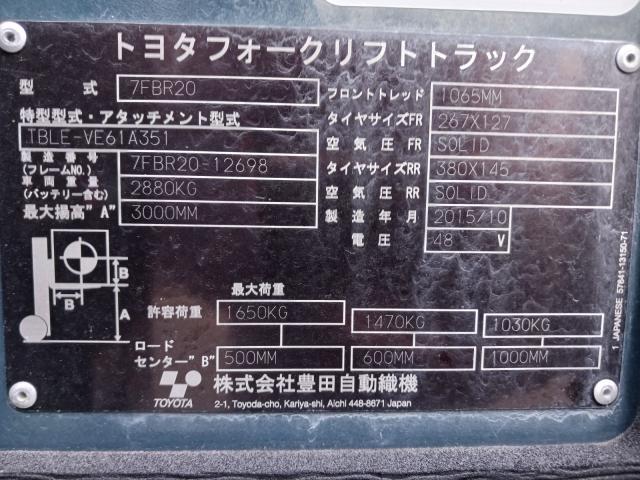 トヨタフォークリフトトラック
型 式 7FBR20
フロントトレッド 1065MM
特型型式・アタッチメント型式
TBLE-VE61A351
タイヤサイズFR 267X127
空気圧 FR SOLID
製造番号
(フレームNO.) 7FBR20-12698
タイヤサイズRR 380X145
車両重量
(バッテリー含む) 2880KG
空気圧 RR SOLID
最大揚高"A" 3000MM
製造年月 2015/10
電圧 48 V
B
B
A
最大荷重
許容荷重 1650KG 1470KG 1030KG
ロード
センター"B" 500MM 600MM 1000MM
TOYOTA
株式会社豊田自動織機
2-1, Toyoda-cho, Kariya-shi, Aichi 448-8671 Japan
1 JAPANESE 57841-13150-71